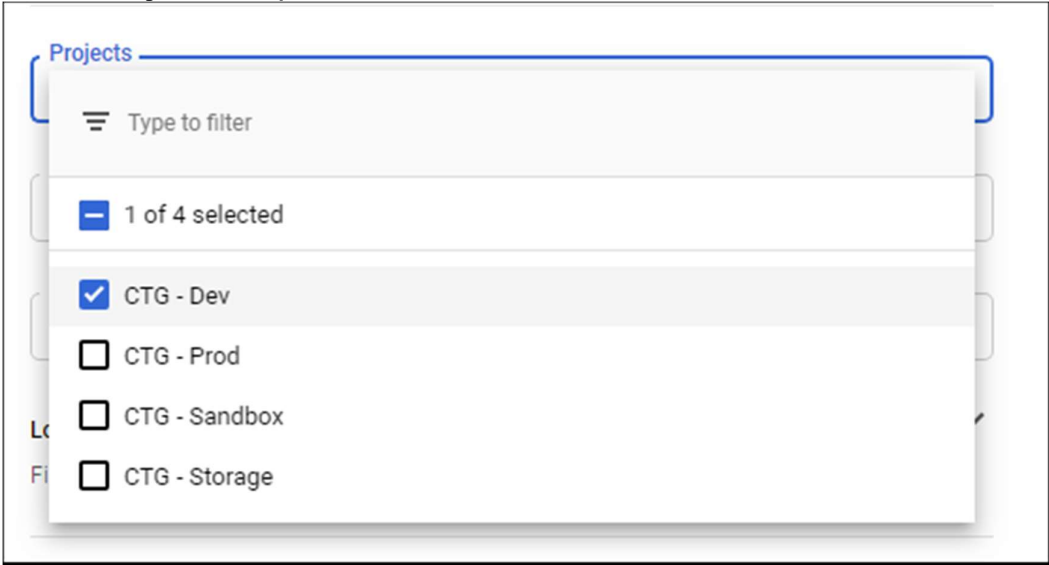 Projects
Type to filter
1 of 4 selected
CTG - Dev
CTG - Prod
CTG - Sandbox
CTG - Storage